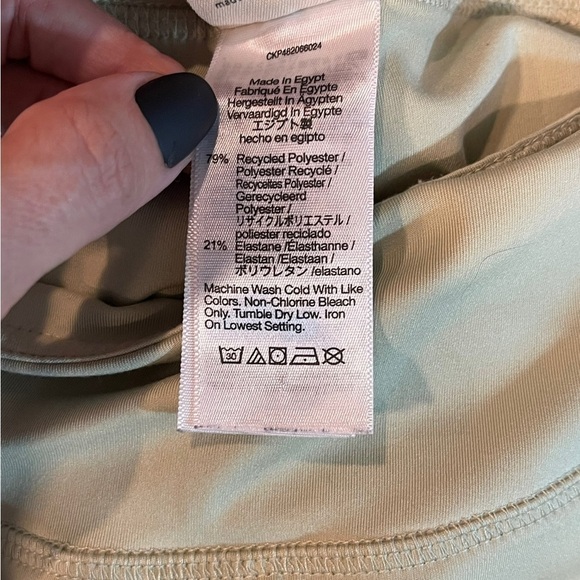 made
CKP462066024
Made In Egypt
Fabriqué En Égypte
Hergestellt In Ägypten
Vervaardigd In Egypte
エジプト製
hecho en egipto
79% Recycled Polyester /
Polyester Recyclé /
Recyceltes Polyester /
Gerecycleerd
Polyester /
リサイクルポリエステル /
poliester reciclado
21% Elastane /Élasthanne /
Elastan /Elastaan /
ポリウレタン /elastano
Machine Wash Cold With Like
Colors. Non-Chlorine Bleach
Only. Tumble Dry Low. Iron
On Lowest Setting.
30